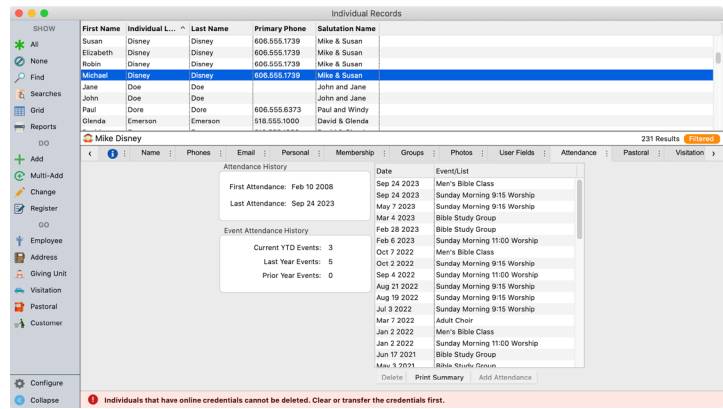 Individual Records
SHOW
All
None
Find
Searches
Grid
Reports
DO
Add
Multi-Add
Change
Register
GO
Employee
Address
Giving Unit
Visitation
Pastoral
Customer
Configure
Collapse
First Name Individual L... ^ Last Name Primary Phone Salutation Name
Susan Disney Disney 606.555.1739 Mike & Susan
Elizabeth Disney Disney 606.555.1739 Mike & Susan
Robin Disney Disney 606.555.1739 Mike & Susan
Michael Disney Disney 606.555.1739 Mike & Susan
Jane Doe Doe John and Jane
John Doe Doe John and Jane
Paul Dore Dore 606.555.6373 Paul and Windy
Glenda Emerson Emerson 518.555.1000 David & Glenda
Mike Disney 231 Results Filtered
‹ i Name Phones Email Personal Membership Groups Photos User Fields Attendance Pastoral Visitation ›
Attendance History
First Attendance: Feb 10 2008
Last Attendance: Sep 24 2023
Event Attendance History
Current YTD Events: 3
Last Year Events: 5
Prior Year Events: 0
Date Event/List
Sep 24 2023 Men's Bible Class
Sep 24 2023 Sunday Morning 9:15 Worship
May 7 2023 Sunday Morning 9:15 Worship
Mar 4 2023 Bible Study Group
Feb 28 2023 Bible Study Group
Feb 6 2023 Sunday Morning 11:00 Worship
Oct 7 2022 Men's Bible Class
Oct 2 2022 Sunday Morning 9:15 Worship
Sep 4 2022 Sunday Morning 11:00 Worship
Aug 21 2022 Sunday Morning 9:15 Worship
Aug 19 2022 Sunday Morning 9:15 Worship
Jul 3 2022 Sunday Morning 9:15 Worship
Mar 7 2022 Adult Choir
Jan 2 2022 Men's Bible Class
Jan 2 2022 Sunday Morning 11:00 Worship
Jun 17 2021 Bible Study Group
May 3 2021 Bible Study Group
Delete Print Summary Add Attendance
Individuals that have online credentials cannot be deleted. Clear or transfer the credentials first.